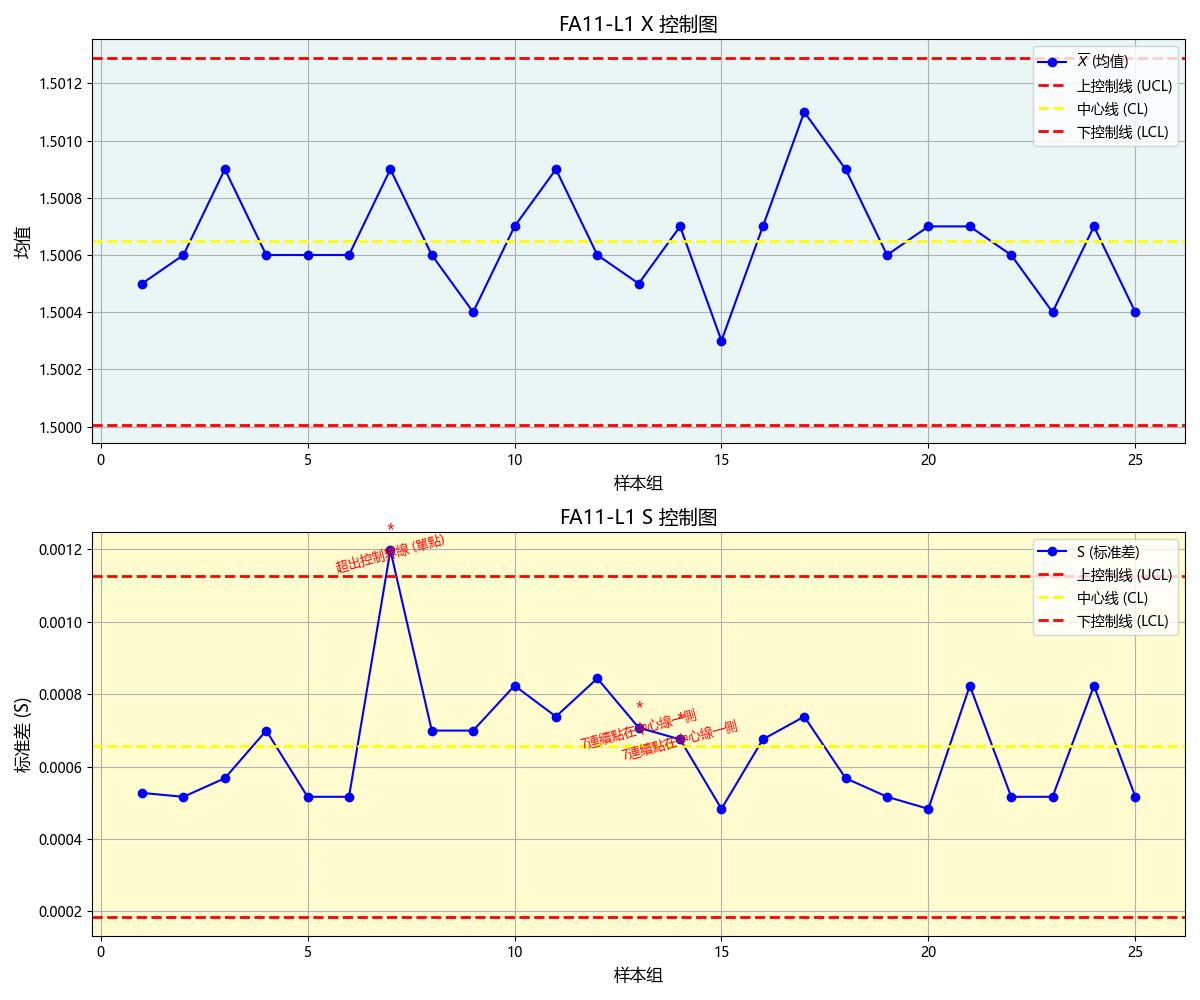 FA11-L1 X 控制图
X (均值)
上控制线 (UCL)
中心线 (CL)
下控制线 (LCL)
均值
1.5012
1.5010
1.5008
1.5006
1.5004
1.5002
1.5000
0 5 10 15 20 25
样本组
FA11-L1 S 控制图
*
超出控制界線 (單點)
S (标准差)
上控制线 (UCL)
中心线 (CL)
下控制线 (LCL)
*
7連續點在中心線一側
*
7連續點在中心線一側
标准差 (S)
0.0012
0.0010
0.0008
0.0006
0.0004
0.0002
0 5 10 15 20 25
样本组